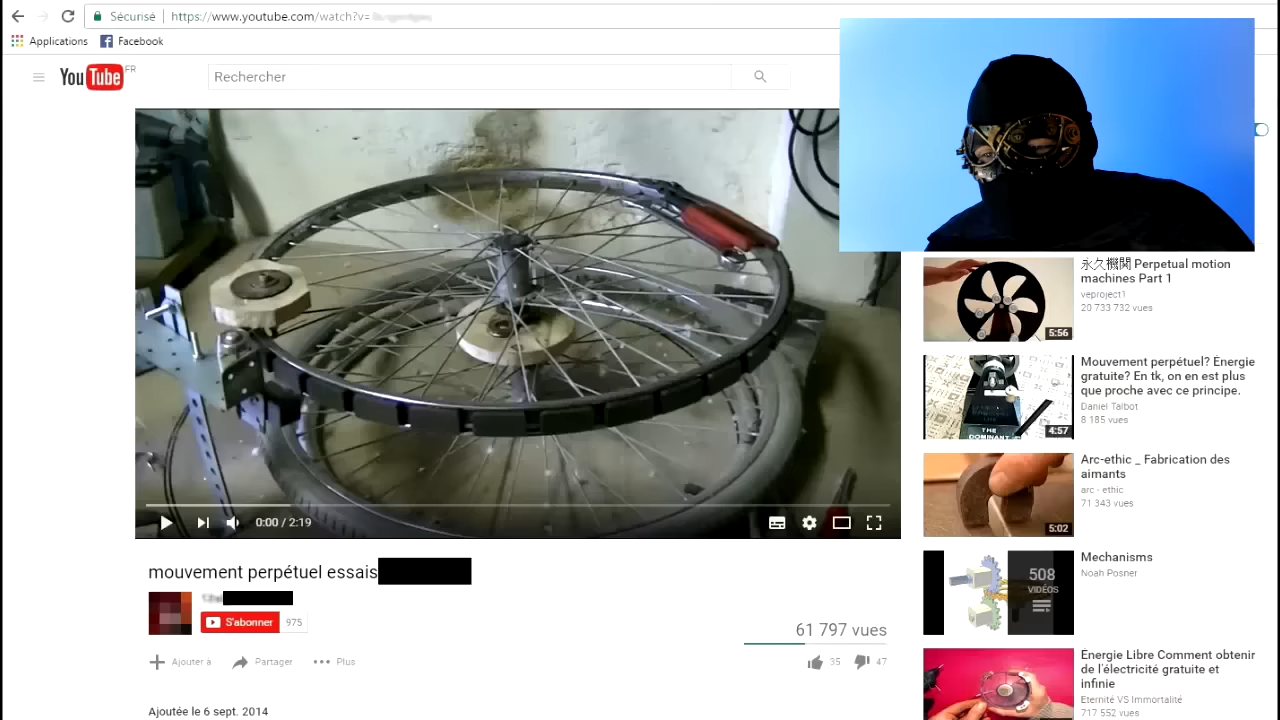 Sécurisé
https://www.youtube.com/watch?v=
Applications
Facebook
YouTube FR
Rechercher
0:00 / 2:19
mouvement perpétuel essais
S'abonner 975
61 797 vues
Ajouter à
Partager
Plus
35
47
Ajoutée le 6 sept. 2014
永久機関 Perpetual motion
machines Part 1
veproject1
20 733 732 vues
5:56
Mouvement perpétuel? Énergie
gratuite? En tk, on en est plus
que proche avec ce principe.
Daniel Talbot
8 185 vues
THE
DOMINANT
4:57
Arc-ethic _ Fabrication des
aimants
arc - ethic
71 343 vues
5:02
Mechanisms
Noah Posner
508
VIDÉOS
Énergie Libre Comment obtenir
de l'électricité gratuite et
infinie
Eternité VS Immortalité
717 552 vues